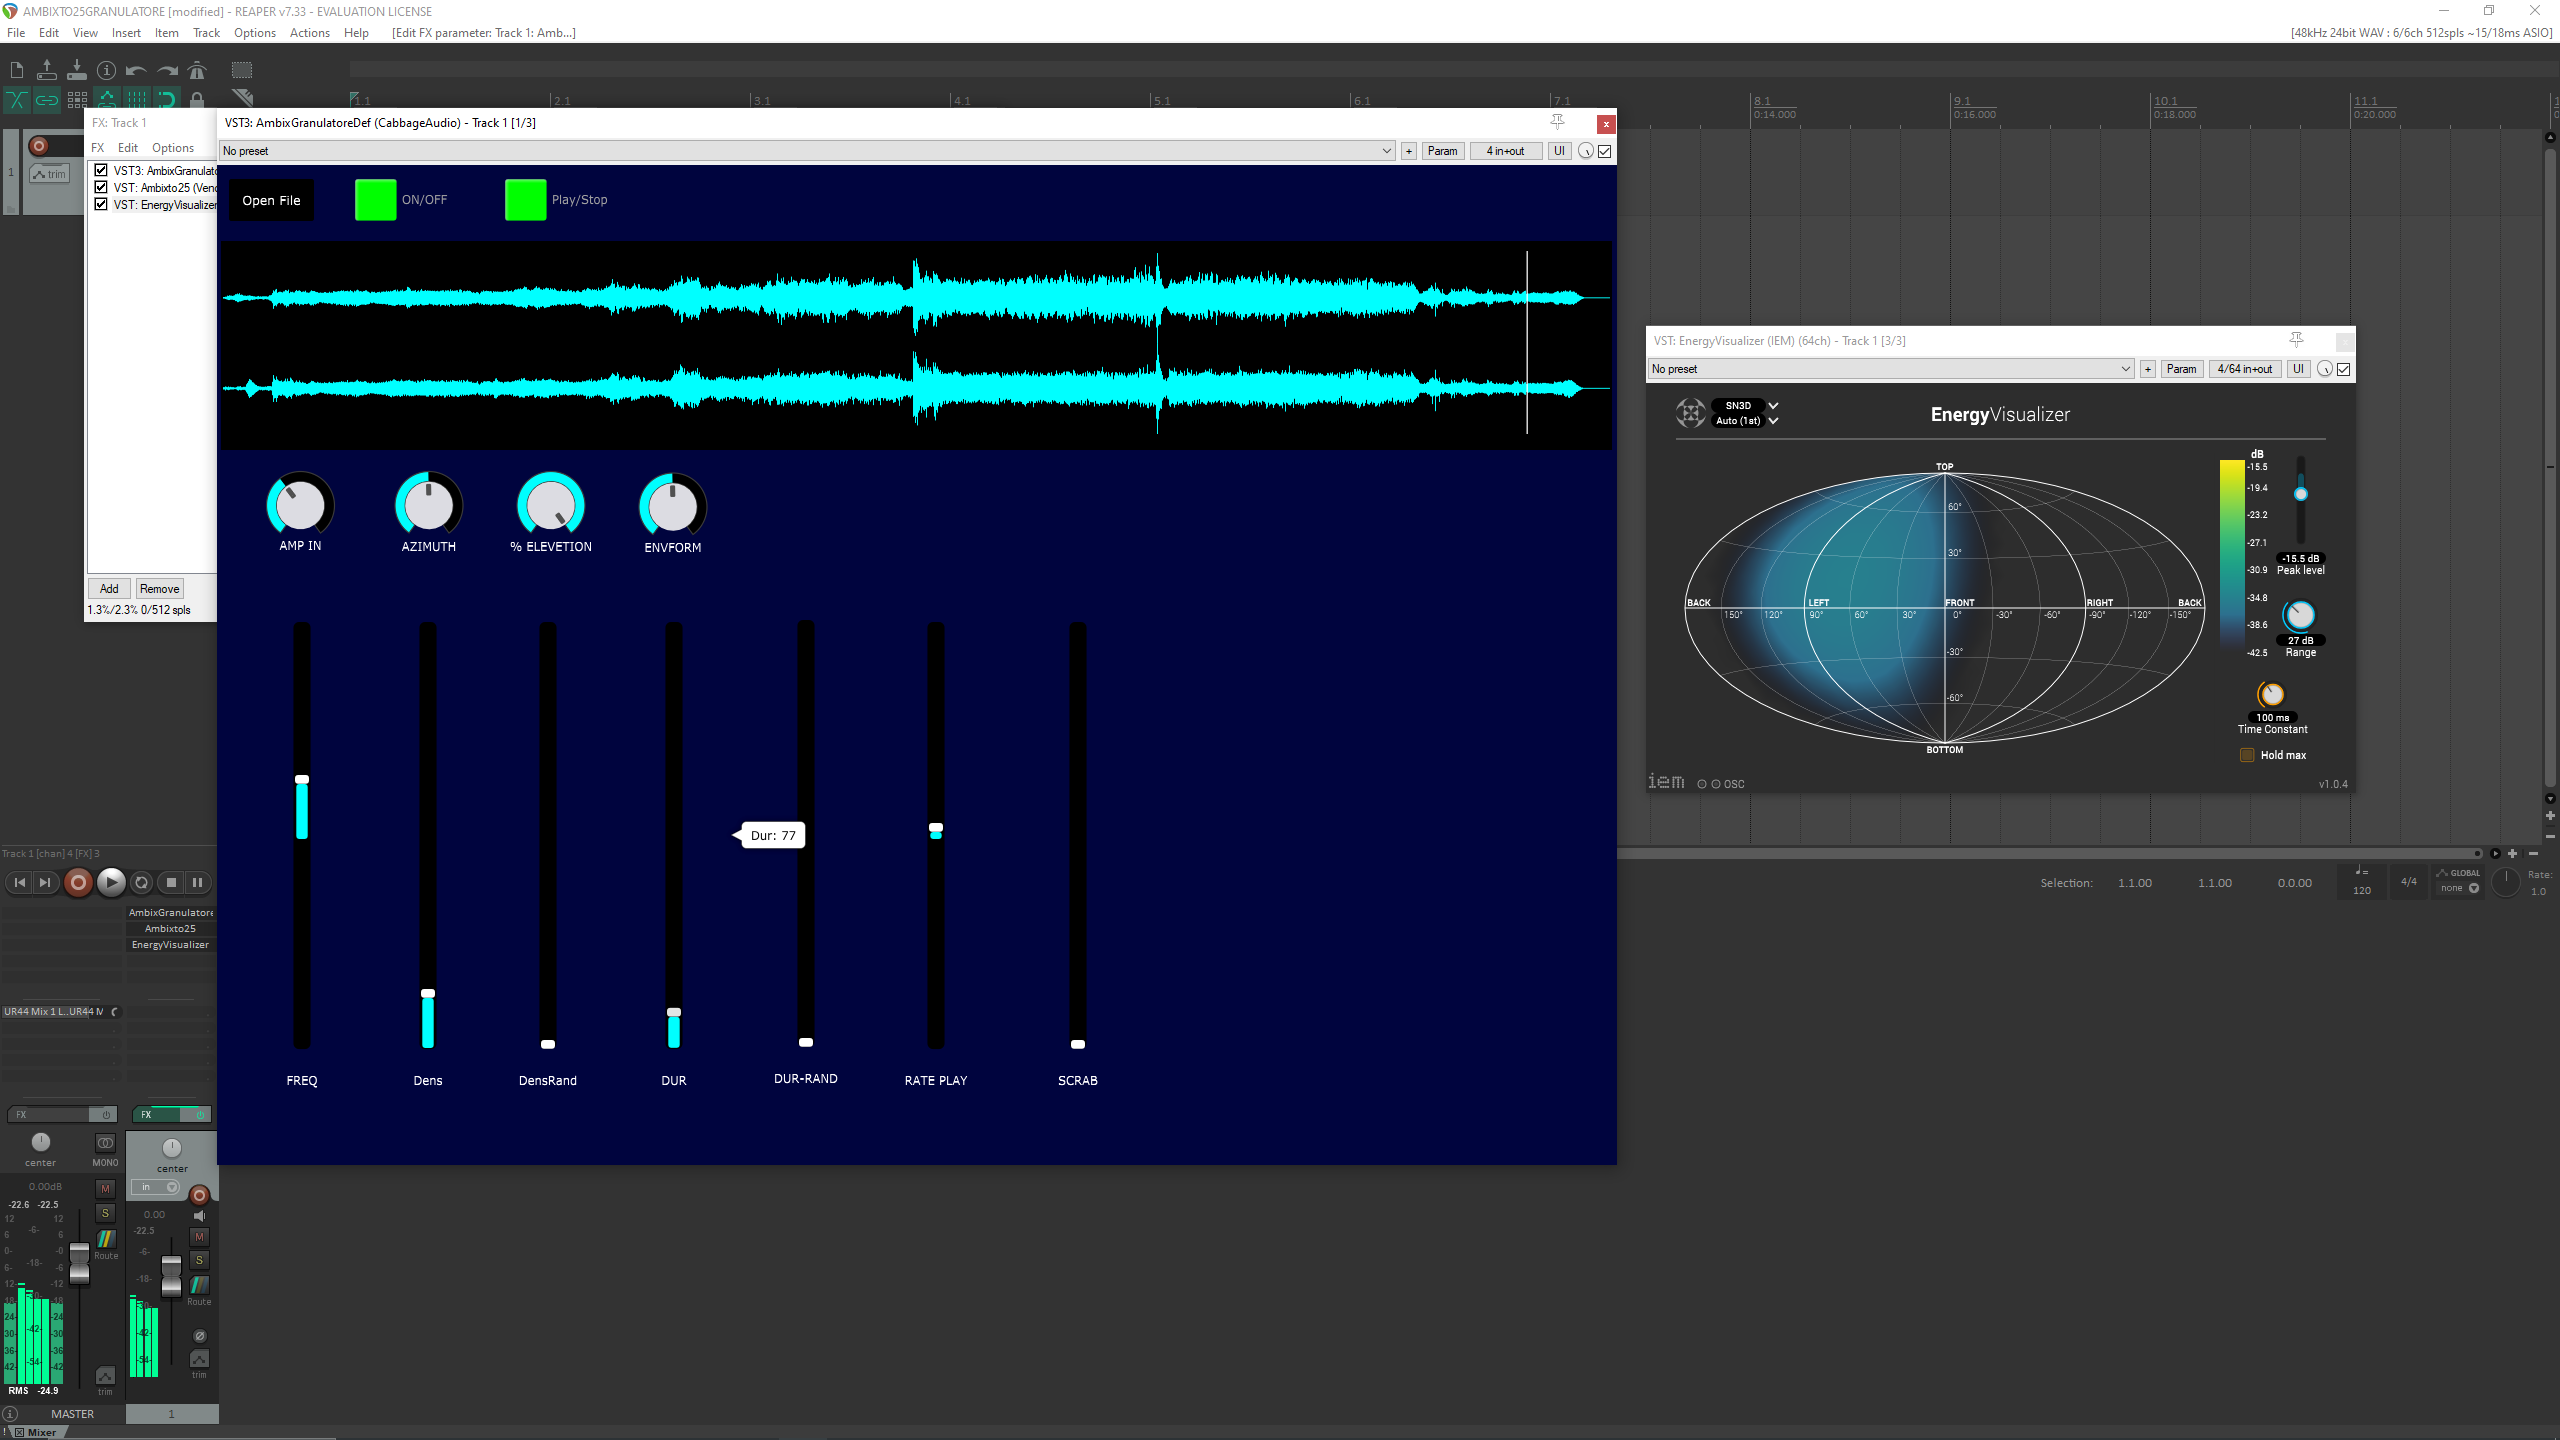 AMBIXTO25GRANULATORE [modified] - REAPER v7.33 - EVALUATION LICENSE
File Edit View Insert Item Track Options Actions Help [Edit FX parameter: Track 1: Amb...]
[48kHz 24bit WAV : 6/6ch 512spls ~15/18ms ASIO]
1.1 2.1 3.1 4.1 5.1 6.1 7.1 8.1 9.1 10.1 11.1
0:14.000 0:16.000 0:18.000 0:20.000
1
trim
FX: Track 1
FX Edit Options
VST3: AmbixGranulato
VST: Ambixto25 (Vend
VST: EnergyVisualizer
Add Remove
1.3%/2.3% 0/512 spls
VST3: AmbixGranulatoreDef (CabbageAudio) - Track 1 [1/3]
No preset
+ Param 4 in+out UI
Open File ON/OFF Play/Stop
AMP IN AZIMUTH % ELEVETION ENVFORM
Dur: 77
FREQ Dens DensRand DUR DUR-RAND RATE PLAY SCRAB
VST: EnergyVisualizer (IEM) (64ch) - Track 1 [3/3]
No preset
+ Param 4/64 in+out UI
SN3D
Auto (1st)
EnergyVisualizer
TOP
60°
30°
BACK LEFT FRONT RIGHT BACK
150° 120° 90° 60° 30° 0° -30° -60° -90° -120° -150°
-30°
-60°
BOTTOM
dB
-15.5
-19.4
-23.2
-27.1
-30.9
-34.8
-38.6
-42.5
-15.5 dB
Peak level
27 dB
Range
100 ms
Time Constant
Hold max
iem OSC v1.0.4
Track 1 [chan] 4 [FX] 3
Selection: 1.1.00 1.1.00 0.0.00
120
4/4
GLOBAL
none
Rate:
1.0
AmbixGranulatore
Ambixto25
EnergyVisualizer
UR44 Mix 1 L..UR44 M
FX FX
center MONO
center
in
0.00dB M
-22.6 -22.5
S
Route
trim
RMS -24.9
0.00
-22.5
M
S
Route
trim
MASTER 1
Mixer